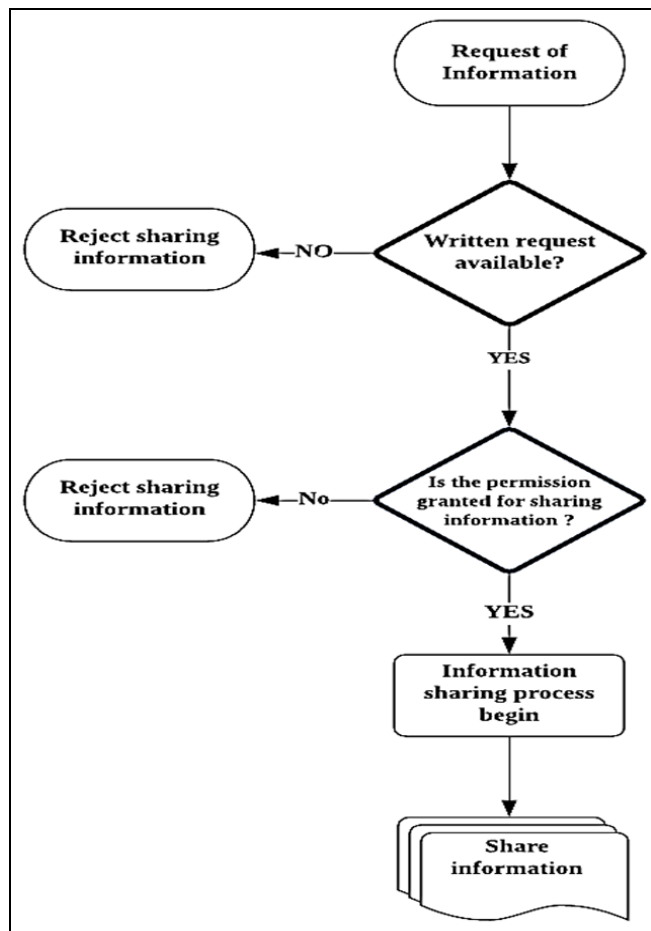 Request of
Information
Written request
available?
NO
Reject sharing
information
YES
Is the permission
granted for sharing
information ?
No
Reject sharing
information
YES
Information
sharing process
begin
Share
information